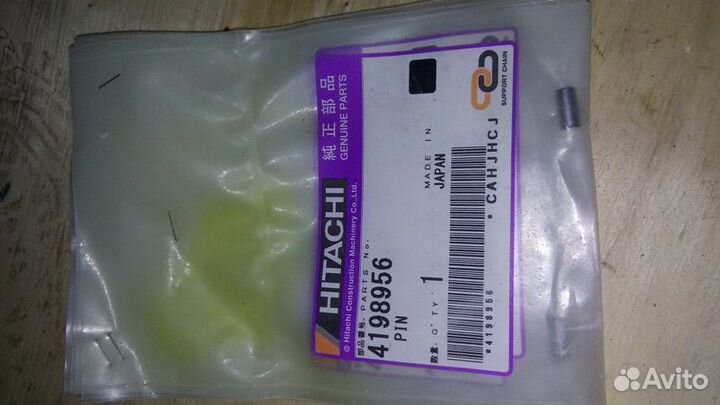 純正部品
GENUINE PARTS
HITACHI
© Hitachi Construction Machinery Co., Ltd.
部品番号. PARTS No.
4198956
PIN
数量. Q'TY. 1
MADE IN
JAPAN
SUPPORT CHAIN
* CAHJHCJ
*4198956
Avito